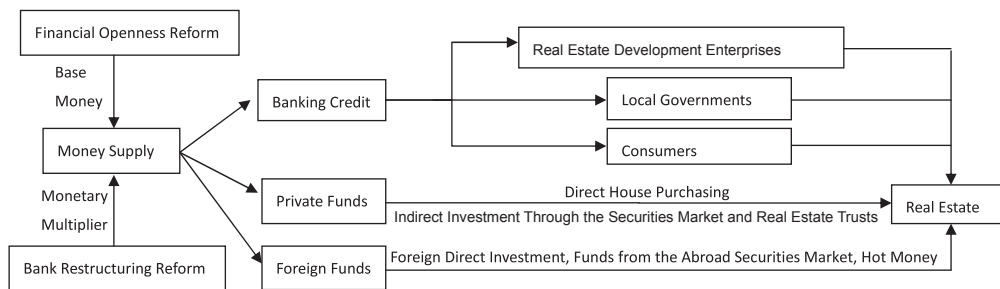 Financial Openness Reform
Base
Money
Money Supply
Monetary
Multiplier
Bank Restructuring Reform
Banking Credit
Private Funds
Foreign Funds
Real Estate Development Enterprises
Local Governments
Consumers
Direct House Purchasing
Indirect Investment Through the Securities Market and Real Estate Trusts
Foreign Direct Investment, Funds from the Abroad Securities Market, Hot Money
Real Estate